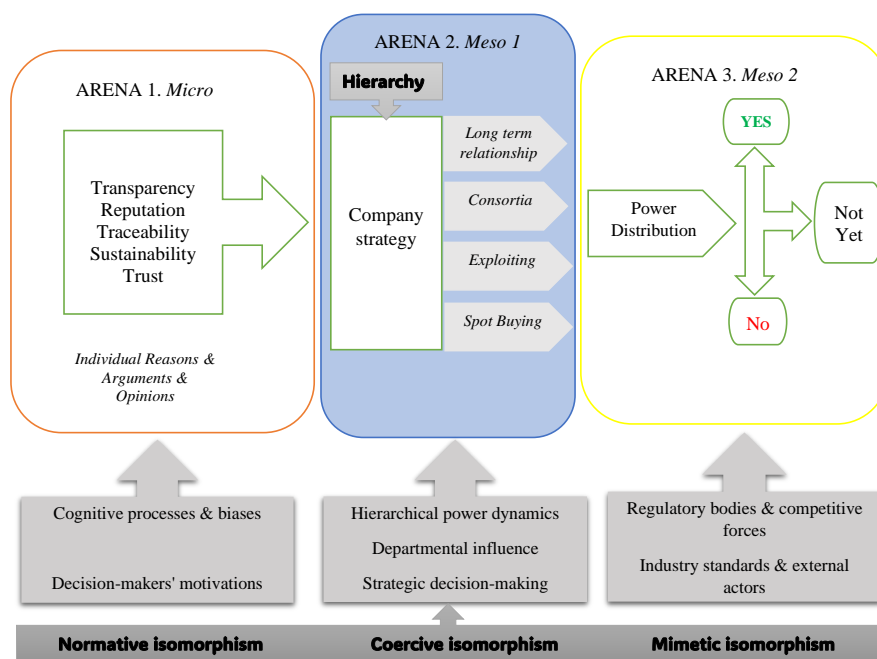 ARENA 1. Micro
Transparency
Reputation
Traceability
Sustainability
Trust
Individual Reasons &
Arguments &
Opinions
ARENA 2. Meso 1
Hierarchy
Company
strategy
Long term
relationship
Consortia
Exploiting
Spot Buying
ARENA 3. Meso 2
YES
Power
Distribution
Not
Yet
No
Cognitive processes & biases
Decision-makers' motivations
Hierarchical power dynamics
Departmental influence
Strategic decision-making
Regulatory bodies & competitive
forces
Industry standards & external
actors
Normative isomorphism
Coercive isomorphism
Mimetic isomorphism